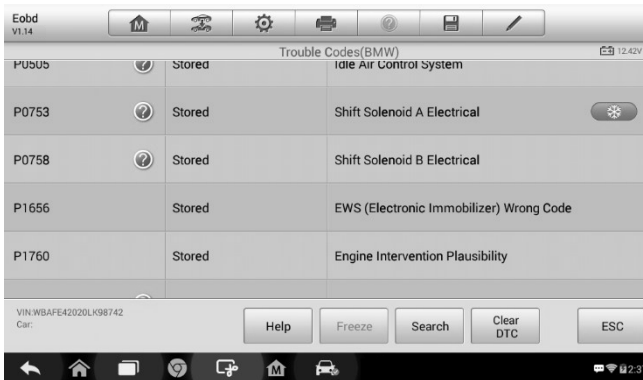 Eobd
V1.14
Trouble Codes(BMW)
12.42V
P0505 Stored Idle Air Control System
P0753 Stored Shift Solenoid A Electrical
P0758 Stored Shift Solenoid B Electrical
P1656 Stored EWS (Electronic Immobilizer) Wrong Code
P1760 Stored Engine Intervention Plausibility
VIN:WBAFE42020LK98742
Car:
Help Freeze Search Clear DTC ESC